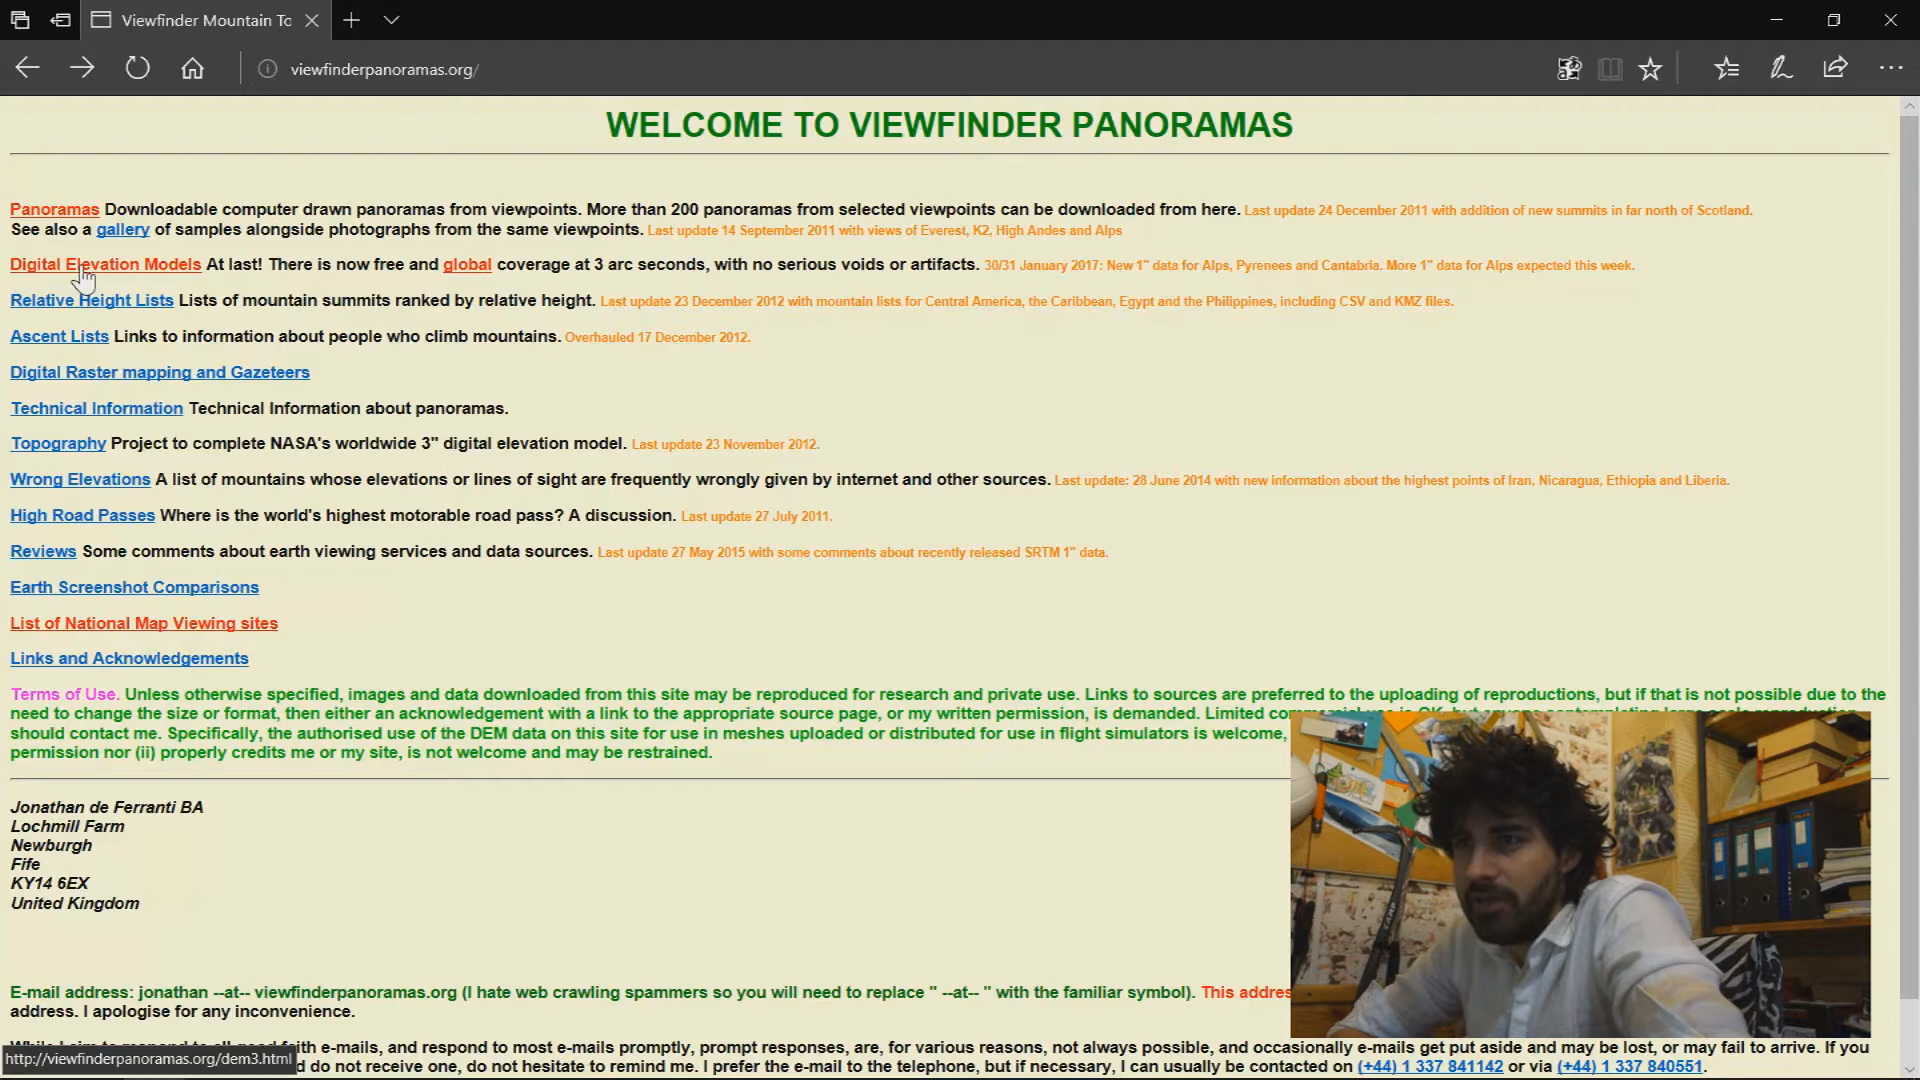 Viewfinder Mountain To
viewfinderpanoramas.org/
WELCOME TO VIEWFINDER PANORAMAS
Panoramas Downloadable computer drawn panoramas from viewpoints. More than 200 panoramas from selected viewpoints can be downloaded from here. Last update 24 December 2011 with addition of new summits in far north of Scotland.
See also a gallery of samples alongside photographs from the same viewpoints. Last update 14 September 2011 with views of Everest, K2, High Andes and Alps
Digital Elevation Models At last! There is now free and global coverage at 3 arc seconds, with no serious voids or artifacts. 30/31 January 2017: New 1" data for Alps, Pyrenees and Cantabria. More 1" data for Alps expected this week.
Relative Height Lists Lists of mountain summits ranked by relative height. Last update 23 December 2012 with mountain lists for Central America, the Caribbean, Egypt and the Philippines, including CSV and KMZ files.
Ascent Lists Links to information about people who climb mountains. Overhauled 17 December 2012.
Digital Raster mapping and Gazeteers
Technical Information Technical Information about panoramas.
Topography Project to complete NASA's worldwide 3" digital elevation model. Last update 23 November 2012.
Wrong Elevations A list of mountains whose elevations or lines of sight are frequently wrongly given by internet and other sources. Last update: 28 June 2014 with new information about the highest points of Iran, Nicaragua, Ethiopia and Liberia.
High Road Passes Where is the world's highest motorable road pass? A discussion. Last update 27 July 2011.
Reviews Some comments about earth viewing services and data sources. Last update 27 May 2015 with some comments about recently released SRTM 1" data.
Earth Screenshot Comparisons
List of National Map Viewing sites
Links and Acknowledgements
Terms of Use. Unless otherwise specified, images and data downloaded from this site may be reproduced for research and private use. Links to sources are preferred to the uploading of reproductions, but if that is not possible due to the
need to change the size or format, then either an acknowledgement with a link to the appropriate source page, or my written permission, is demanded. Limited
should contact me. Specifically, the authorised use of the DEM data on this site for use in meshes uploaded or distributed for use in flight simulators is welcome,
permission nor (ii) properly credits me or my site, is not welcome and may be restrained.
Jonathan de Ferranti BA
Lochmill Farm
Newburgh
Fife
KY14 6EX
United Kingdom
E-mail address: jonathan --at-- viewfinderpanoramas.org (I hate web crawling spammers so you will need to replace " --at-- " with the familiar symbol). This addres
address. I apologise for any inconvenience.
faith e-mails, and respond to most e-mails promptly, prompt responses, are, for various reasons, not always possible, and occasionally e-mails get put aside and may be lost, or may fail to arrive. If you
http://viewfinderpanoramas.org/dem3.html
d do not receive one, do not hesitate to remind me. I prefer the e-mail to the telephone, but if necessary, I can usually be contacted on (+44) 1 337 841142 or via (+44) 1 337 840551.
CAMP